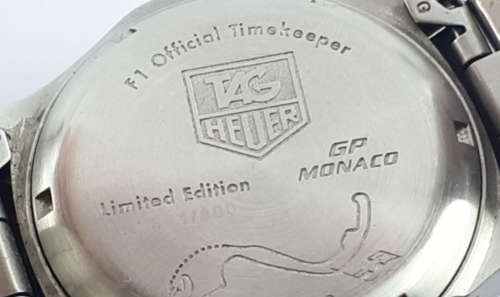 F1 Official Timekeeper
TAG
HEUER
GP
MONACO
Limited Edition
G